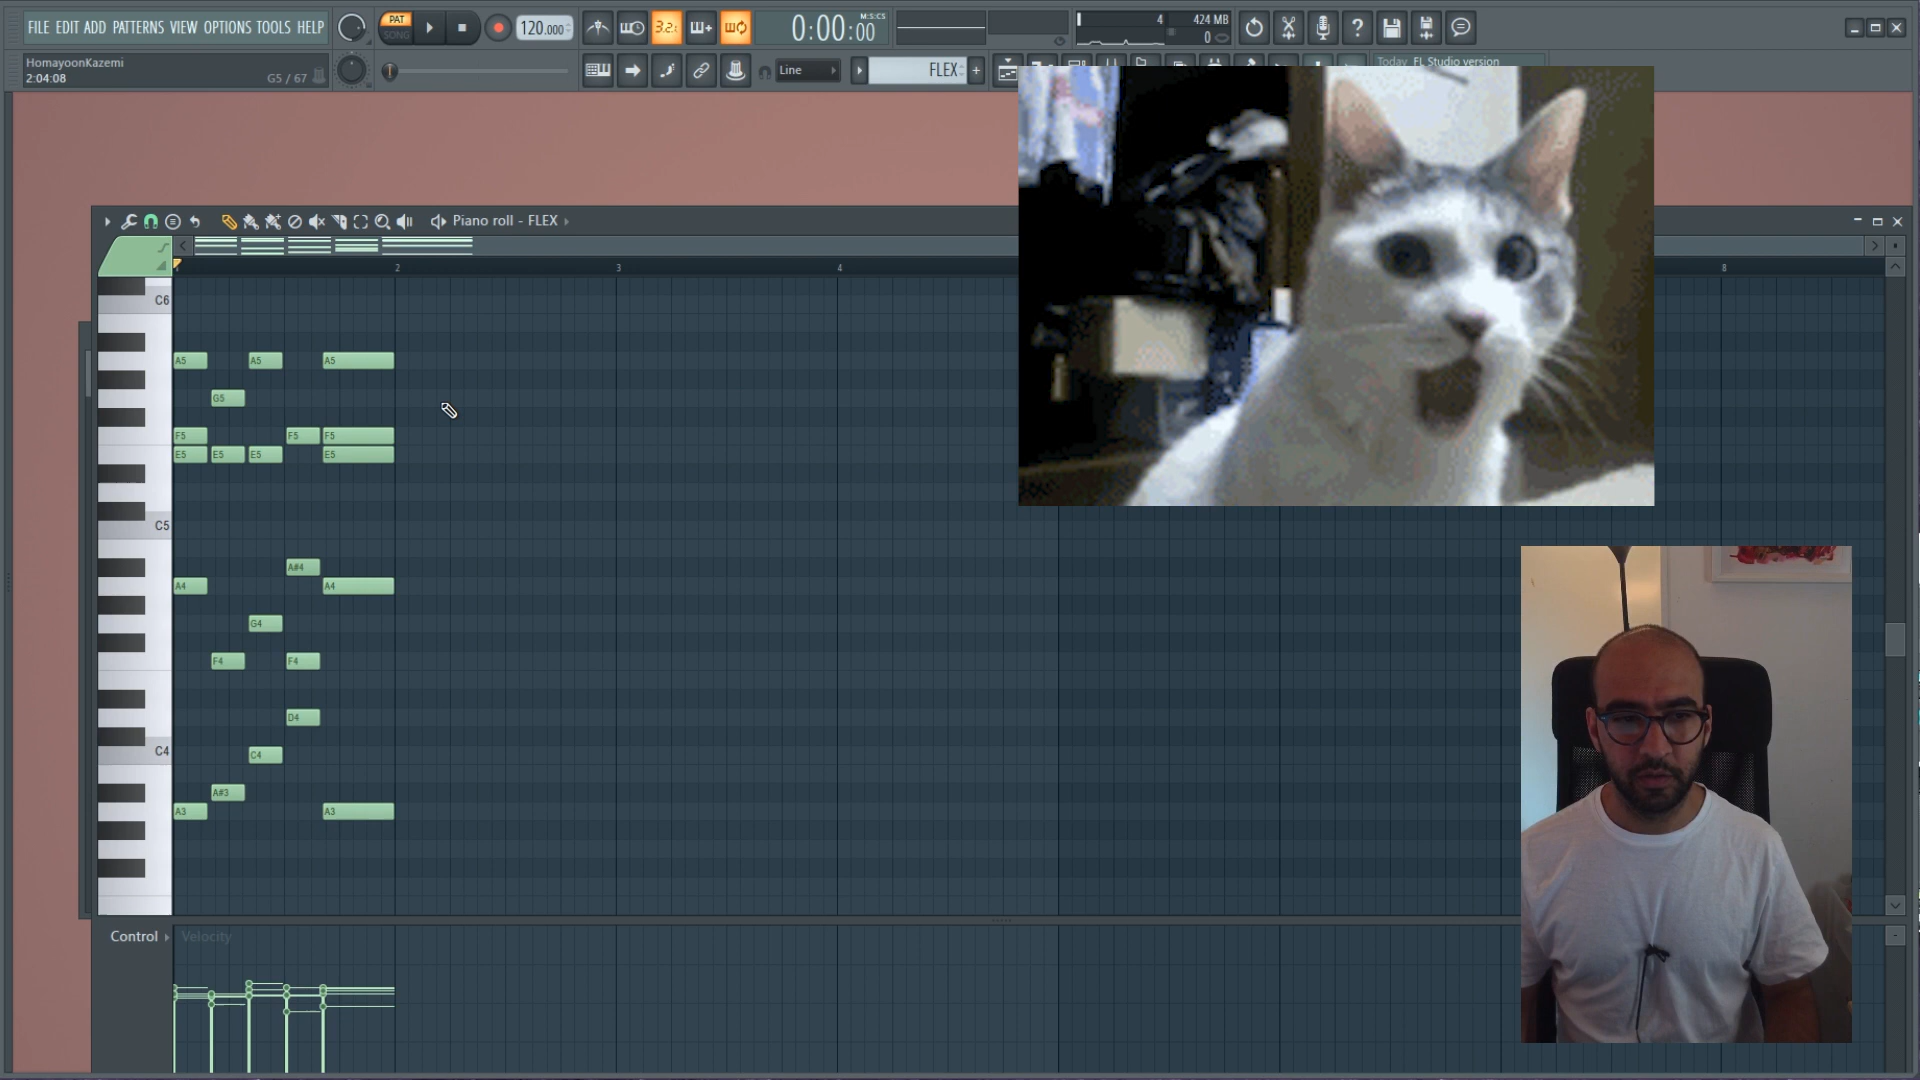 FILE EDIT ADD PATTERNS VIEW OPTIONS TOOLS HELP
PAT
SONG
120.000
3.2.
0:00:00
M:S:CS
4
424 MB
0
HomayoonKazemi
2:04:08
G5 / 67
Line
FLEX
Today FL Studio version
Piano roll - FLEX
2
3
4
8
C6
A5
A5
A5
G5
F5
F5
F5
E5
E5
E5
E5
C5
A#4
A4
A4
G4
F4
F4
D4
C4
C4
A#3
A3
A3
Control
Velocity